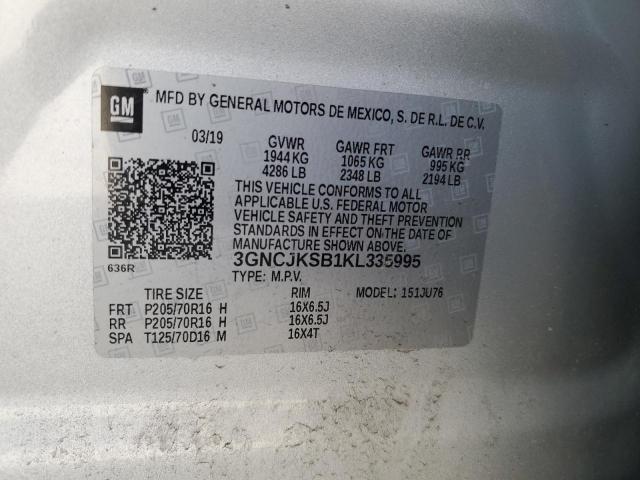 GM
MFD BY GENERAL MOTORS DE MEXICO, S. DE R.L. DE C.V.
03/19 GVWR GAWR FRT GAWR RR
1944 KG 1065 KG 995 KG
4286 LB 2348 LB 2194 LB
THIS VEHICLE CONFORMS TO ALL
APPLICABLE U.S. FEDERAL MOTOR
VEHICLE SAFETY AND THEFT PREVENTION
STANDARDS IN EFFECT ON THE DATE OF
MANUFACTURE SHOWN ABOVE.
636R 3GNCJKSB1KL335995
TYPE: M.P.V.
TIRE SIZE RIM MODEL: 151JU76
FRT P205/70R16 H 16X6.5J
RR P205/70R16 H 16X6.5J
SPA T125/70D16 M 16X4T